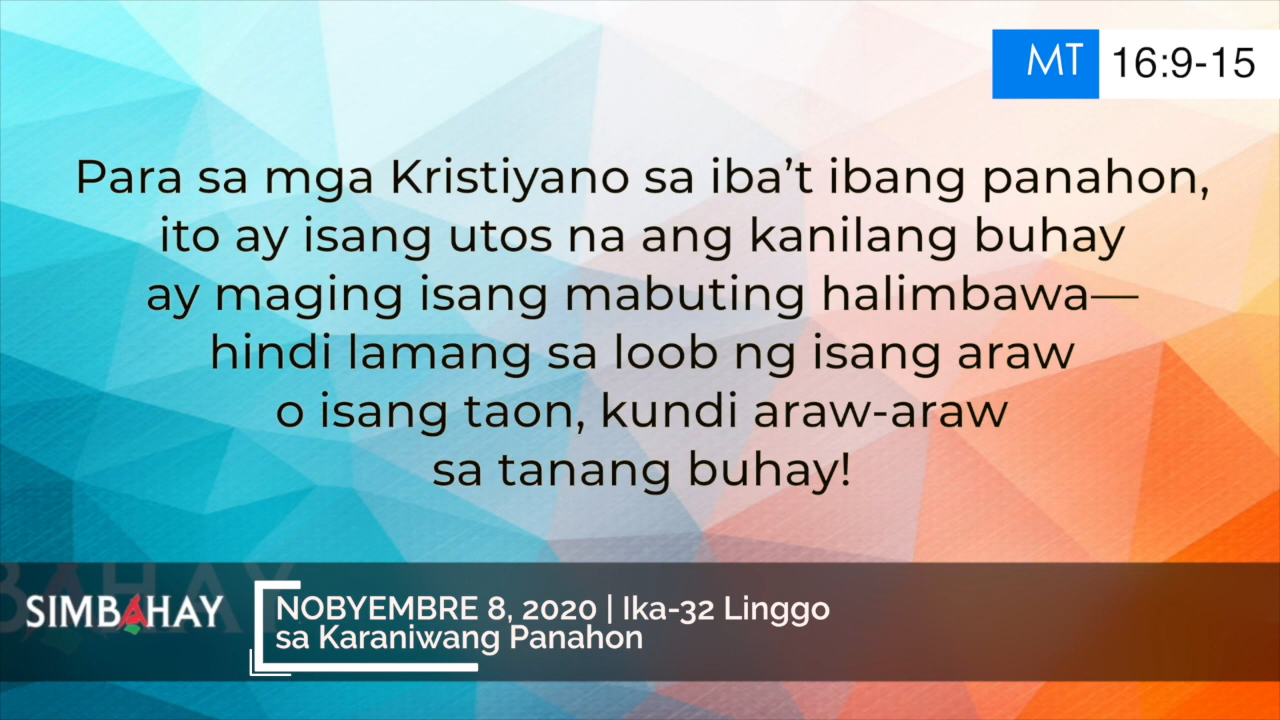 MT 16:9-15
Para sa mga Kristiyano sa iba’t ibang panahon,
ito ay isang utos na ang kanilang buhay
ay maging isang mabuting halimbawa—
hindi lamang sa loob ng isang araw
o isang taon, kundi araw-araw
sa tanang buhay!
SIMBAHAY
NOBYEMBRE 8, 2020 | Ika-32 Linggo
sa Karaniwang Panahon